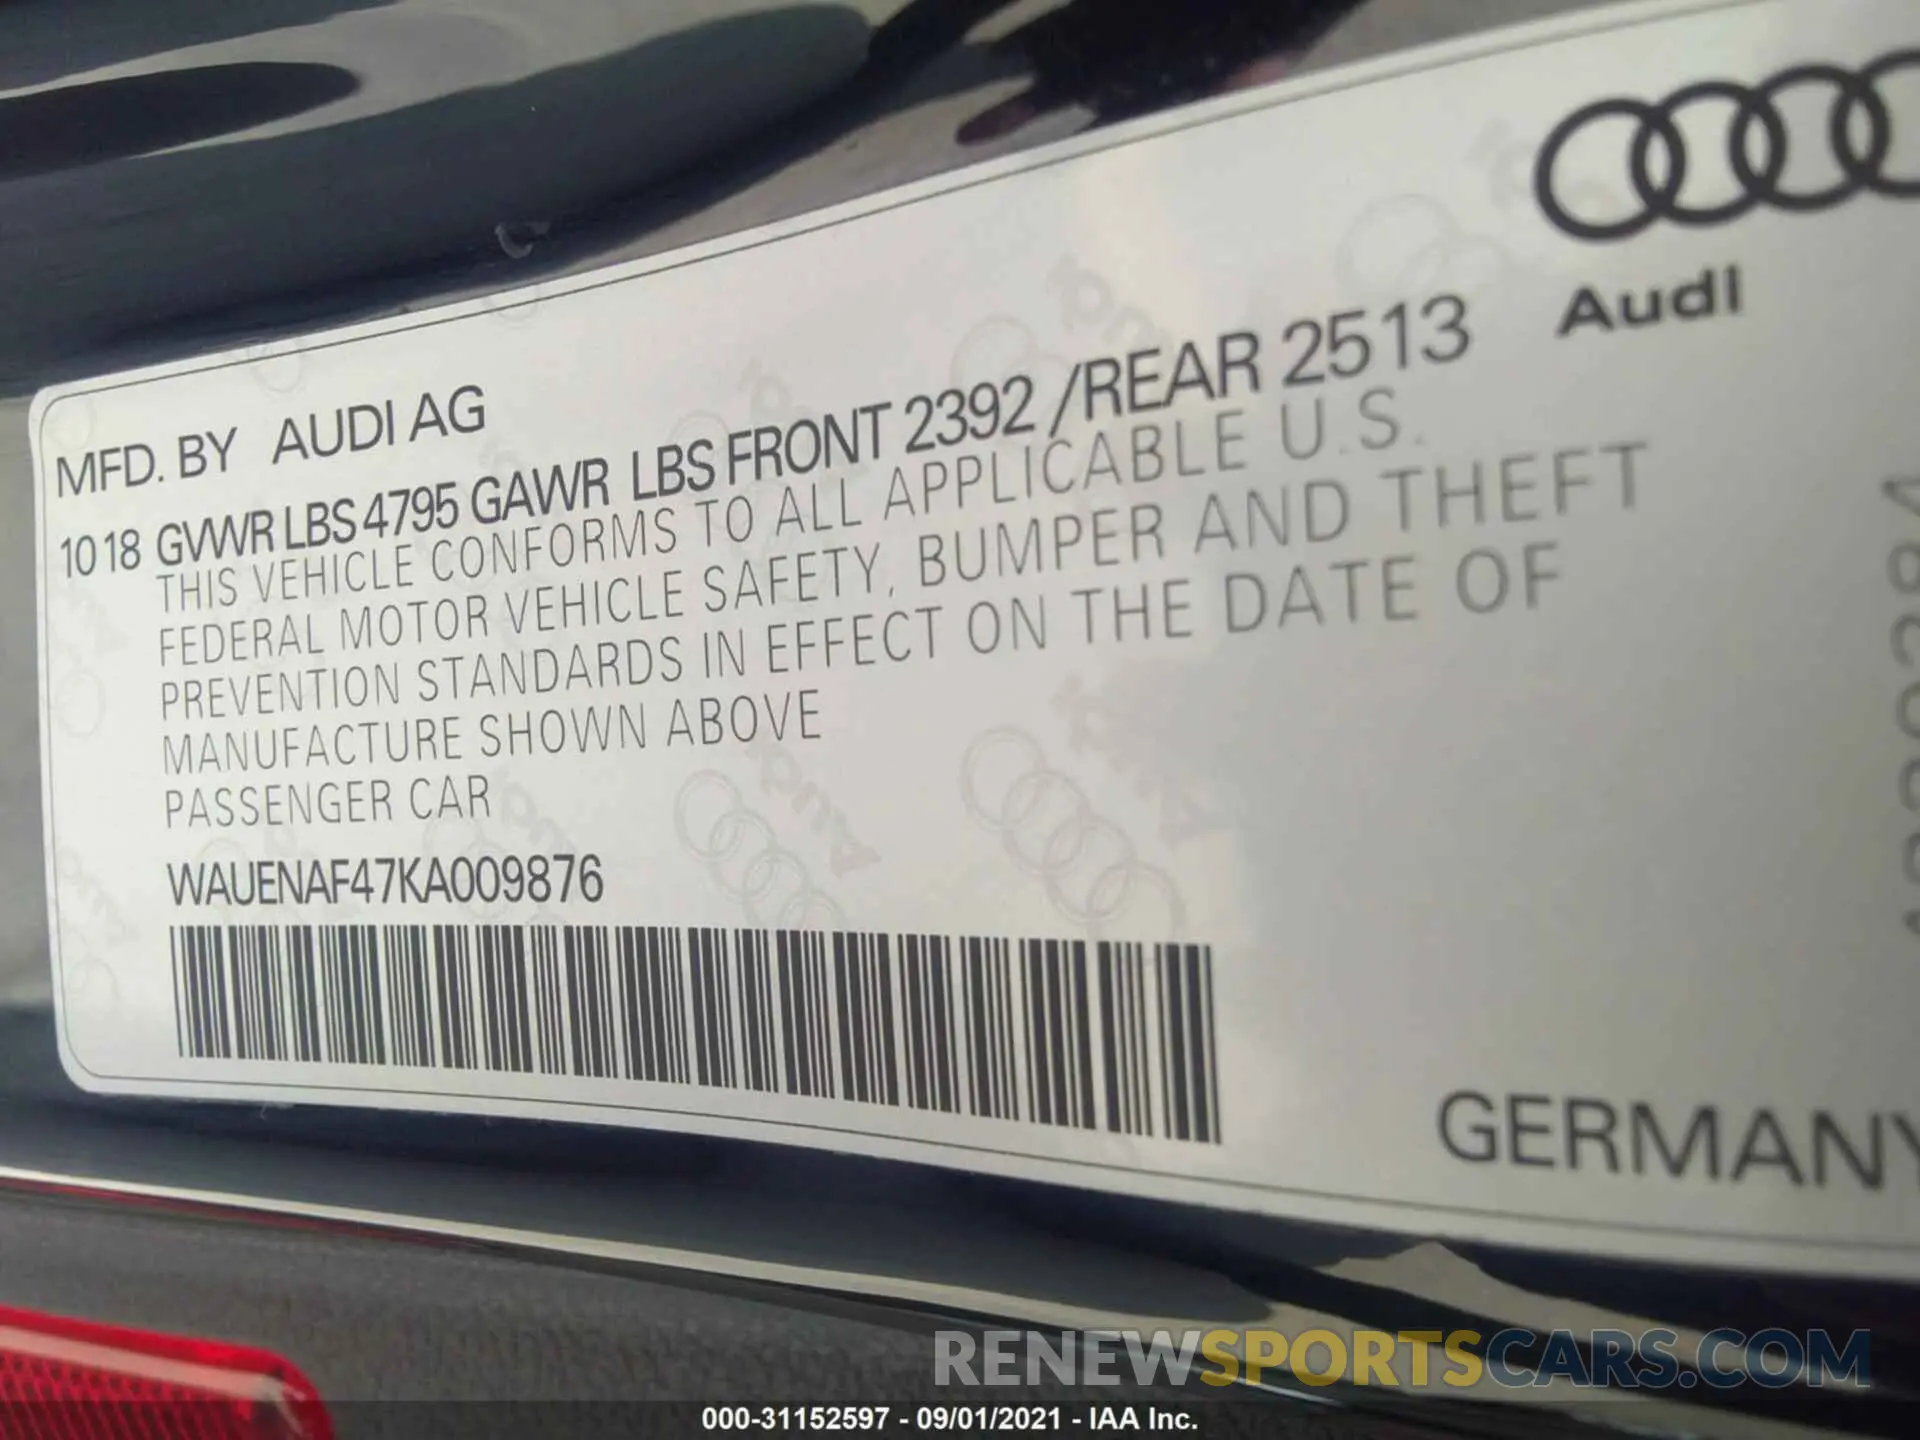 Audi
MFD. BY AUDI AG
1018 GVWR LBS 4795 GAWR LBS FRONT 2392 /REAR 2513
THIS VEHICLE CONFORMS TO ALL APPLICABLE U.S.
FEDERAL MOTOR VEHICLE SAFETY, BUMPER AND THEFT
PREVENTION STANDARDS IN EFFECT ON THE DATE OF
MANUFACTURE SHOWN ABOVE
PASSENGER CAR
WAUENAF47KA009876
GERMANY
RENEWSPORTSCARS.COM
000-31152597 - 09/01/2021 - IAA Inc.